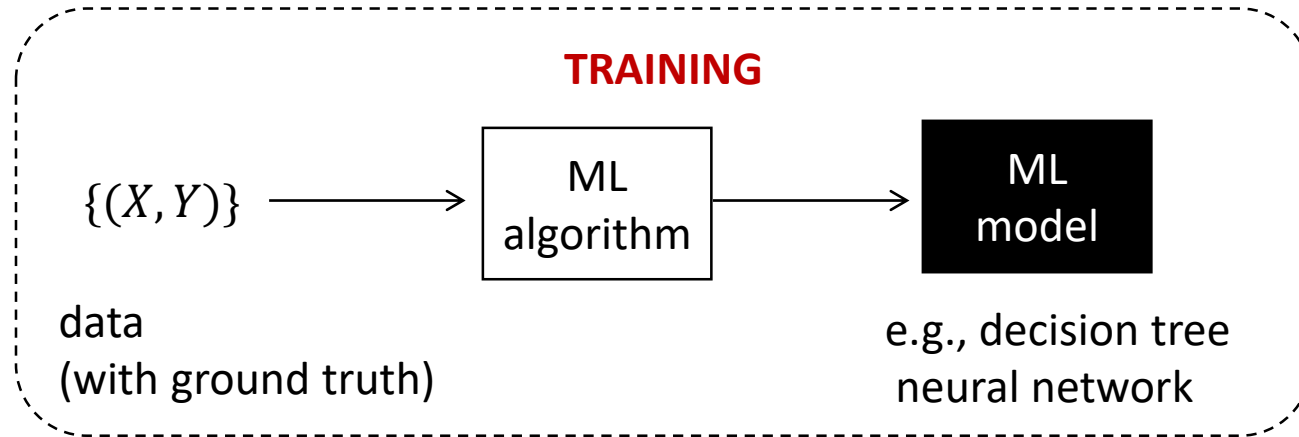 TRAINING
{(X, Y)}
ML
algorithm
ML
model
data
(with ground truth)
e.g., decision tree
neural network